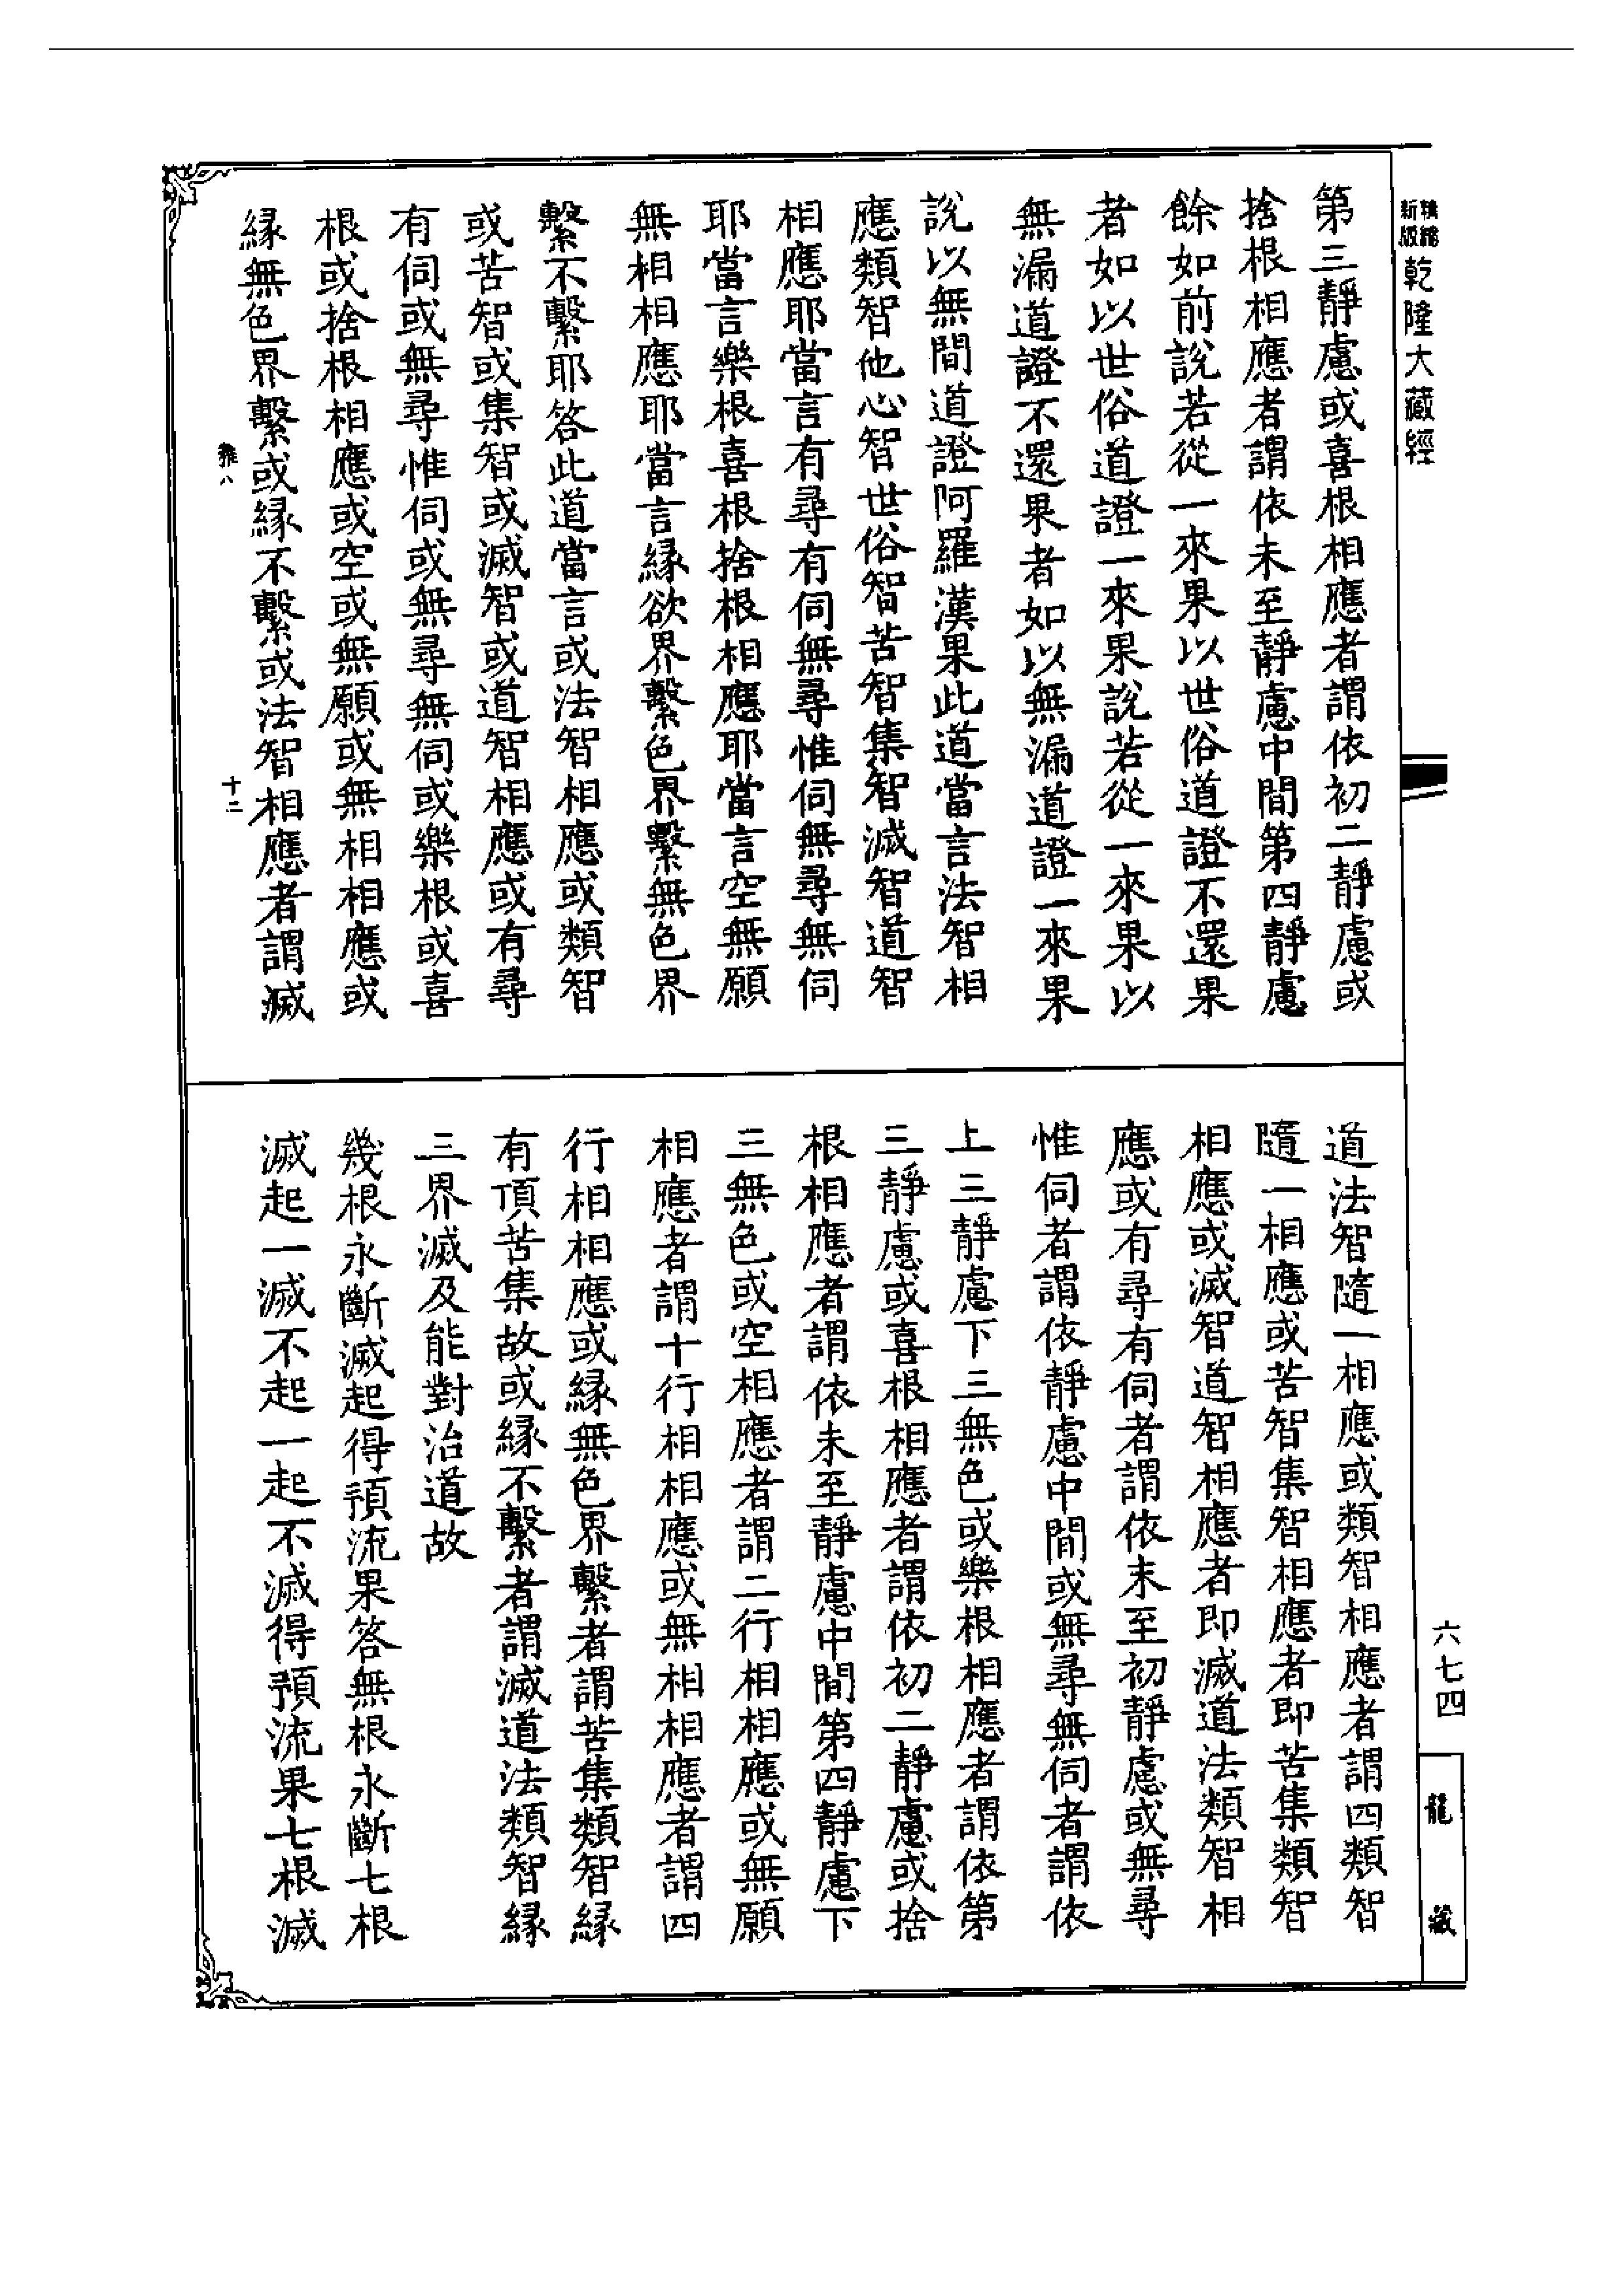 新版
精縮
乾隆大藏經
第三靜慮或喜根相應者謂依初二靜慮或
捨根相應者謂依未至靜慮中間第四靜慮
餘如前說若從一來果以世俗道證不還果
者如以世俗道證一來果說若從一來果以
無漏道證不還果者如以無漏道證一來果
說以無間道證阿羅漢果此道當言法智相
應類智他心智世俗智苦智集智滅智道智
相應耶當言有尋有伺無尋惟伺無尋無伺
耶當言樂根喜根捨根相應耶當言空無願
無相相應耶當言緣欲界繫色界繫無色界
繫不繫耶答此道當言或法智相應或類智
或苦智或集智或滅智或道智相應或有尋
有伺或無尋惟伺或無尋無伺或樂根或喜
根或捨根相應或空或無願或無相相應或
緣無色界繫或緣不繫或法智相應者謂滅
十二
道法智隨一相應或類智相應者謂四類智
隨一相應或苦智集智相應者即苦集類智
相應或滅智道智相應者即滅道法類智相
應或有尋有伺者謂依未至初靜慮或無尋
惟伺者謂依靜慮中間或無尋無伺者謂依
上三靜慮下三無色或樂根相應者謂依第
三靜慮或喜根相應者謂依初二靜慮或捨
根相應者謂依未至靜慮中間第四靜慮下
三無色或空相應者謂二行相相應或無願
相應者謂十行相相應或無相相應者謂四
行相相應或緣無色界繫者謂苦集類智緣
有頂苦集故或緣不繫者謂滅道法類智緣
三界滅及能對治道故
幾根永斷滅起得預流果答無根永斷七根
滅起一滅不起一起不滅得預流果七根滅
六七四
龍藏